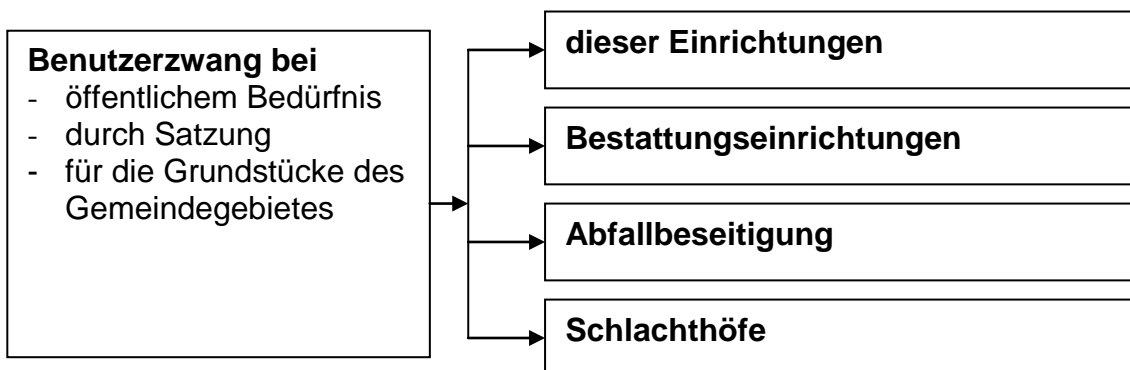 Benutzerzwang bei
- öffentlichem Bedürfnis
- durch Satzung
- für die Grundstücke des
Gemeindegebietes
dieser Einrichtungen
Bestattungseinrichtungen
Abfallbeseitigung
Schlachthöfe